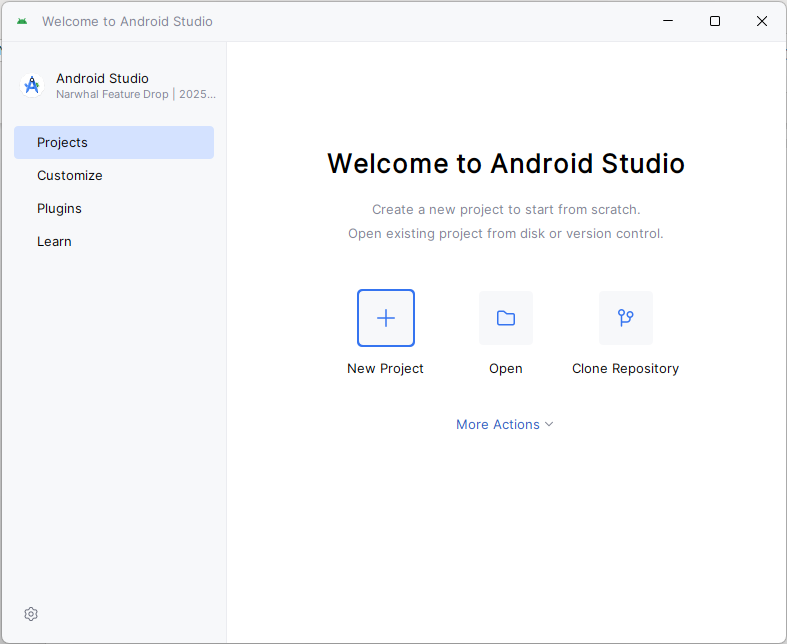 Welcome to Android Studio
Android Studio
Narwhal Feature Drop | 2025...
Projects
Customize
Plugins
Learn
Welcome to Android Studio
Create a new project to start from scratch.
Open existing project from disk or version control.
New Project
Open
Clone Repository
More Actions